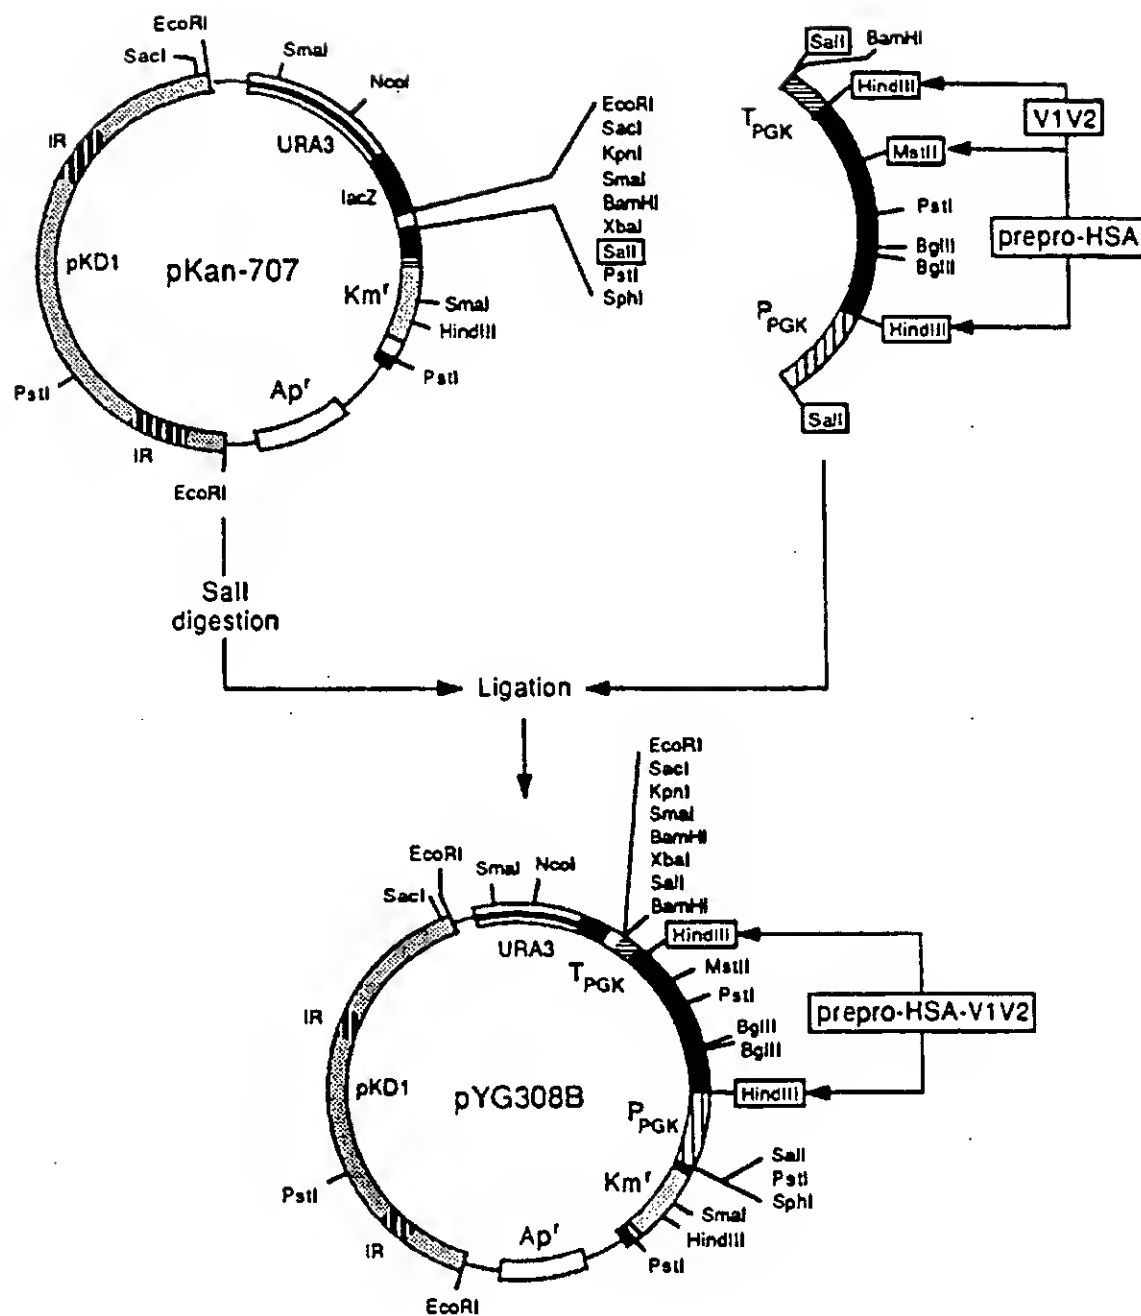 EcoRI
SacI
SmaI
NcoI
IR
URA3
lacZ
pKD1
pKan-707
Kmr
SmaI
HindIII
PstI
Apr
PstI
IR
EcoRI
EcoRI
SacI
KpnI
SmaI
BamHI
XbaI
SalI
PstI
SphI
SalI
BamHI
HindIII
TPGK
V1V2
MstII
PstI
prepro-HSA
BglII
BglII
PPGK
HindIII
SalI
SalI
digestion
Ligation
EcoRI
SacI
KpnI
SmaI
BamHI
XbaI
SalI
BamHI
EcoRI
SacI
SmaI
NcoI
URA3
HindIII
TPGK
MstII
PstI
prepro-HSA-V1V2
IR
BglII
BglII
pKD1
pYG308B
HindIII
PPGK
SalI
PstI
SphI
Kmr
SmaI
HindIII
PstI
PstI
IR
Apr
EcoRI